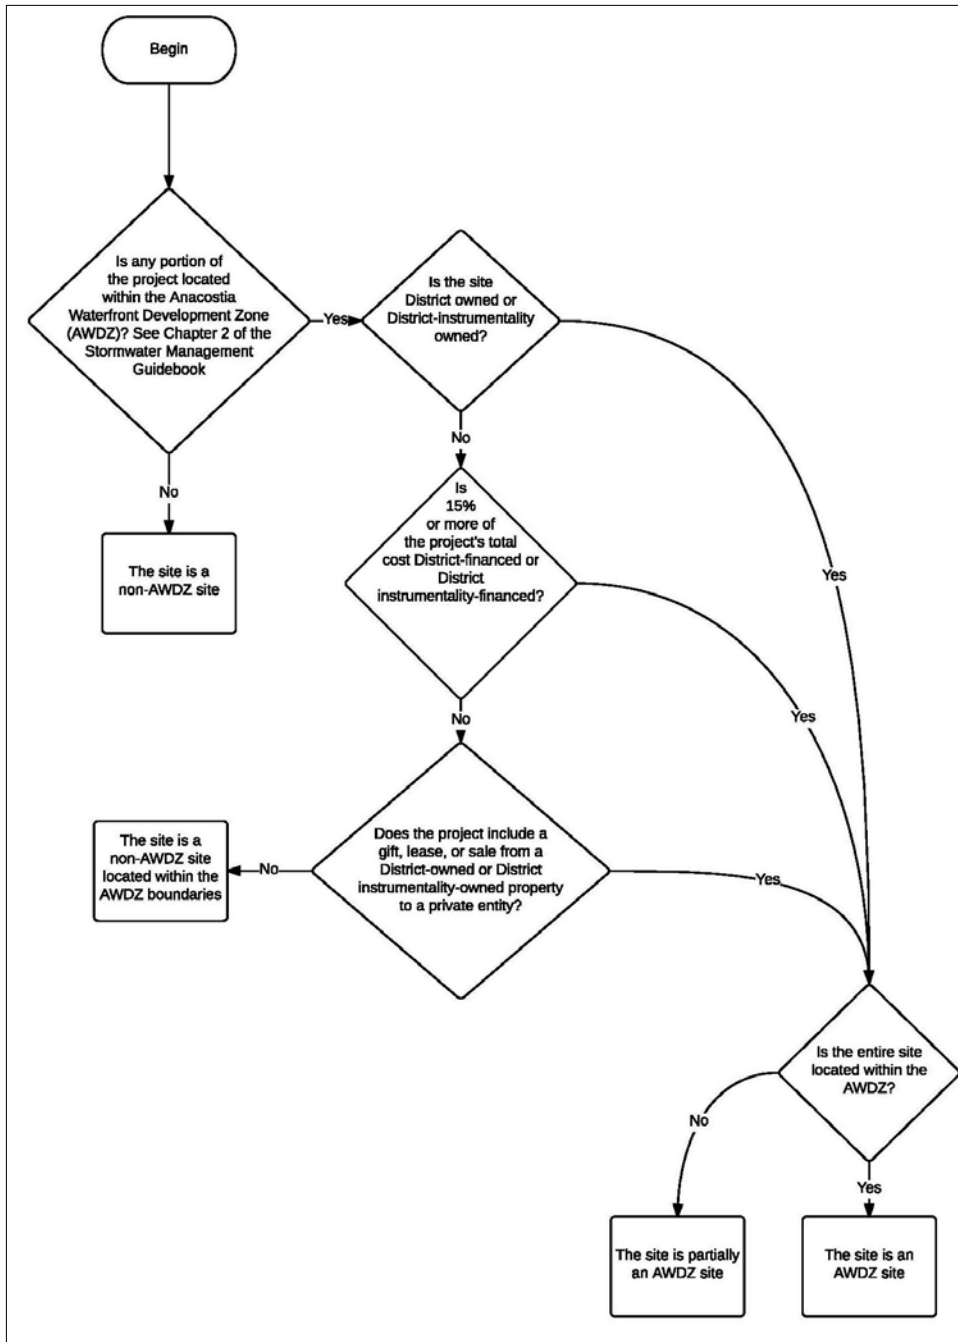 Begin
Is any portion of
the project located
within the Anacostia
Waterfront Development Zone
(AWDZ)? See Chapter 2 of the
Stormwater Management
Guidebook
Yes
Is the site
District owned or
District-instrumentality
owned?
No
The site is a
non-AWDZ site
No
Is
15%
or more of
the project's total
cost District-financed or
District
instrumentality-financed?
Yes
Yes
No
Does the project include a
gift, lease, or sale from a
District-owned or District
instrumentality-owned property
to a private entity?
No
The site is a
non-AWDZ site
located within the
AWDZ boundaries
Yes
Is the entire site
located within the
AWDZ?
No
Yes
The site is partially
an AWDZ site
The site is an
AWDZ site